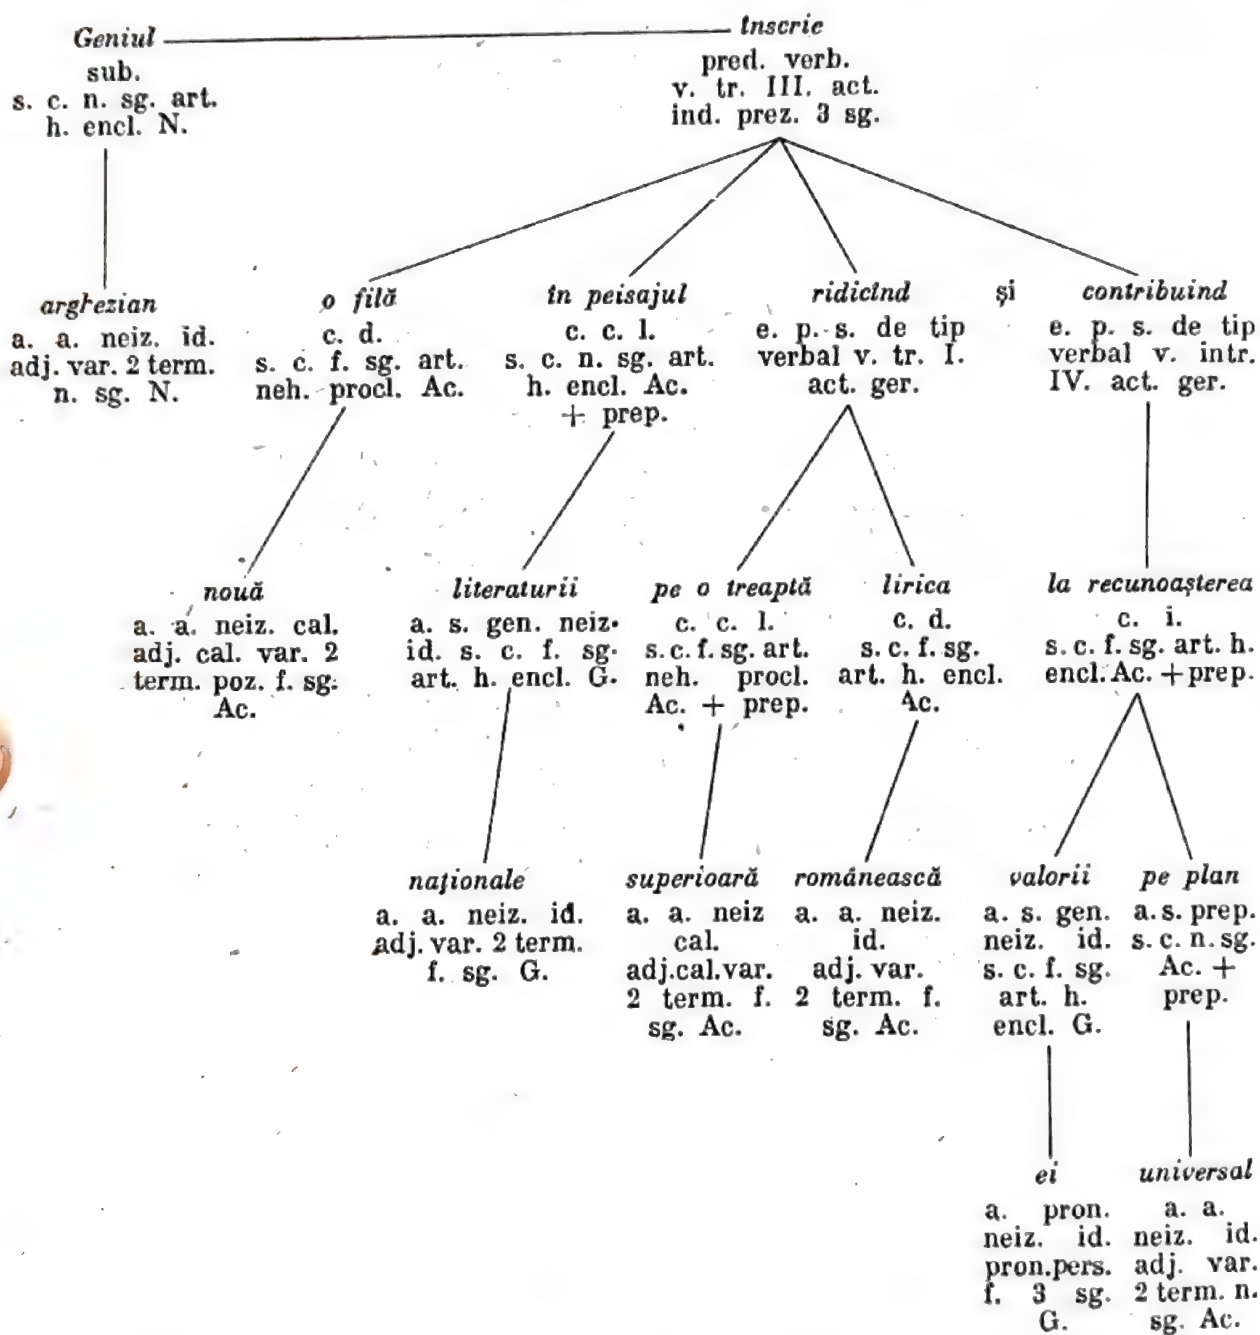 Geniul
sub.
s. c. n. sg. art.
h. encl. N.
înscrie
pred. verb.
v. tr. III. act.
ind. prez. 3 sg.
arghezian
a. a. neiz. id.
adj. var. 2 term.
n. sg. N.
o filă
c. d.
s. c. f. sg. art.
neh. procl. Ac.
în peisajul
c. c. l.
s. c. n. sg. art.
h. encl. Ac.
+ prep.
ridicînd
e. p. s. de tip
verbal v. tr. I.
act. ger.
și
contribuind
e. p. s. de tip
verbal v. intr.
IV. act. ger.
nouă
a. a. neiz. cal.
adj. cal. var. 2
term. poz. f. sg.
Ac.
literaturii
a. s. gen. neiz.
id. s. c. f. sg.
art. h. encl. G.
pe o treaptă
c. c. l.
s. c. f. sg. art.
neh. procl.
Ac. + prep.
lirica
c. d.
s. c. f. sg.
art. h. encl.
Ac.
la recunoașterea
c. i.
s. c. f. sg. art. h.
encl. Ac. + prep.
naționale
a. a. neiz. id.
adj. var. 2 term.
f. sg. G.
superioară
a. a. neiz
cal.
adj.cal.var.
2 term. f.
sg. Ac.
românească
a. a. neiz.
id.
adj. var.
2 term. f.
sg. Ac.
valorii
a. s. gen.
neiz. id.
s. c. f. sg.
art. h.
encl. G.
pe plan
a. s. prep.
s. c. n. sg.
Ac. +
prep.
ei
a. pron.
neiz. id.
pron.pers.
f. 3 sg.
G.
universal
a. a.
neiz. id.
adj. var.
2 term. n.
sg. Ac.